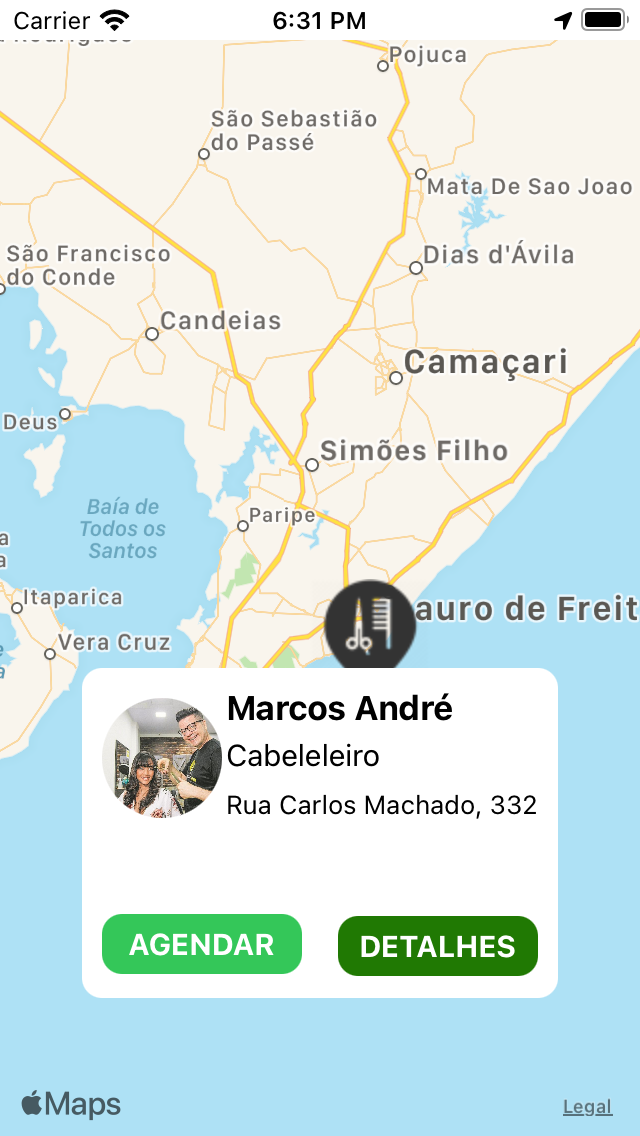 Carrier
6:31 PM
Pojuca
São Sebastião
do Passé
Mata De Sao Joao
São Francisco
do Conde
Dias d'Ávila
Candeias
Camaçari
Deus
Simões Filho
Baía de
Todos os
Santos
Paripe
Itaparica
auro de Freit
Vera Cruz
Marcos André
Cabeleleiro
Rua Carlos Machado, 332
AGENDAR
DETALHES
Maps
Legal